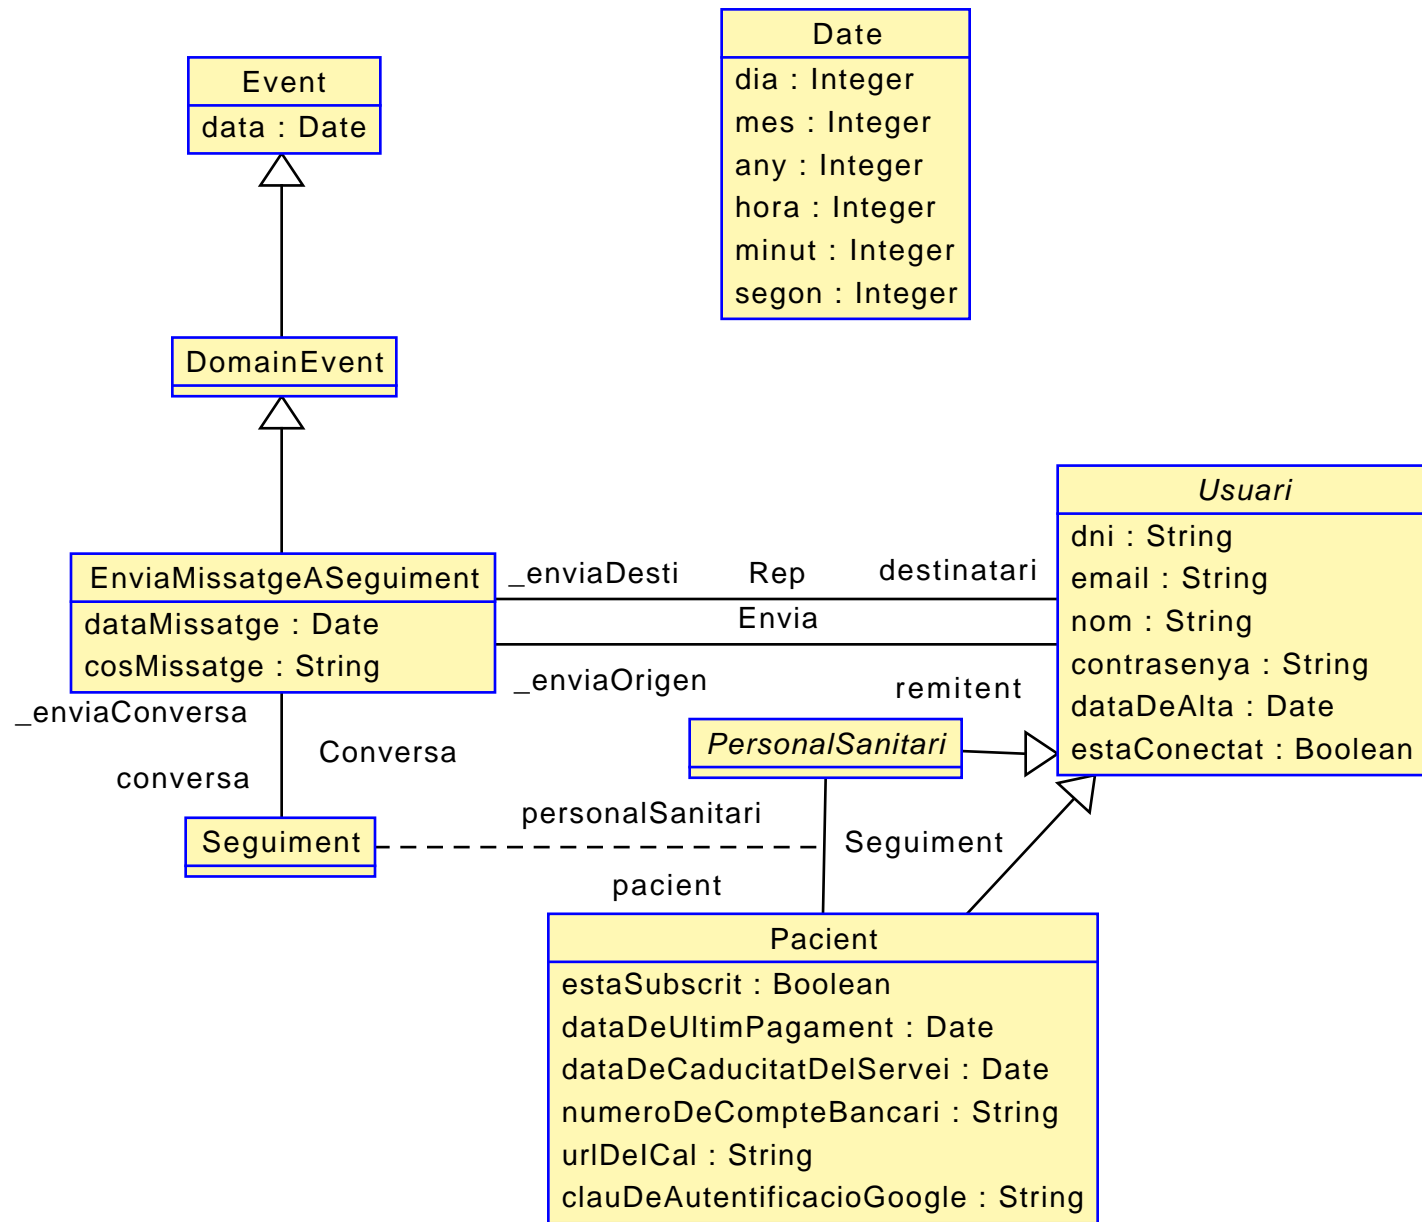 Date
dia : Integer
mes : Integer
any : Integer
hora : Integer
minut : Integer
segon : Integer
Event
data : Date
DomainEvent
EnviaMissatgeASeguiment
dataMissatge : Date
cosMissatge : String
_enviaDesti
Rep
destinatari
Envia
_enviaOrigen
remitent
Usuari
dni : String
email : String
nom : String
contrasenya : String
dataDeAlta : Date
estaConectat : Boolean
_enviaConversa
Conversa
conversa
PersonalSanitari
personalSanitari
Seguiment
Seguiment
pacient
Pacient
estaSubscrit : Boolean
dataDeUltimPagament : Date
dataDeCaducitatDelServei : Date
numeroDeCompteBancari : String
urlDelCal : String
clauDeAutentificacioGoogle : String